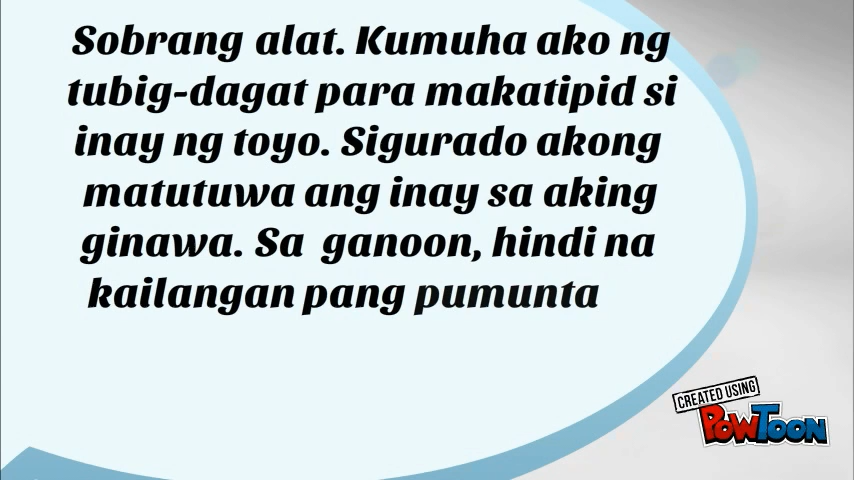 Sobrang alat. Kumuha ako ng
tubig-dagat para makatipid si
inay ng toyo. Sigurado akong
matutuwa ang inay sa aking
ginawa. Sa ganoon, hindi na
kailangan pang pumunta
CREATED USING
POWTOON